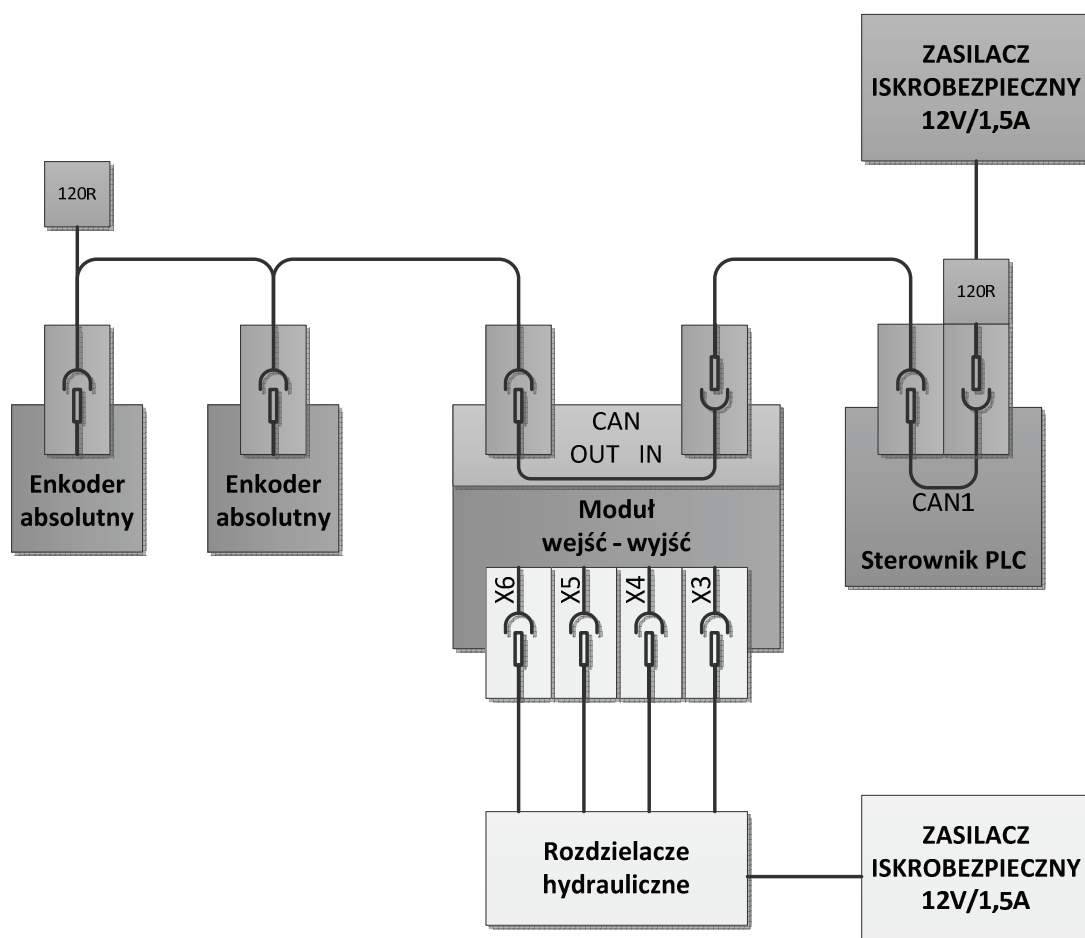 ZASILACZ
ISKROBEZPIECZNY
12V/1,5A
120R
120R
CAN
OUT IN
Enkoder
absolutny
Enkoder
absolutny
Moduł
wejść - wyjść
CAN1
Sterownik PLC
X6
X5
X4
X3
Rozdzielacze
hydrauliczne
ZASILACZ
ISKROBEZPIECZNY
12V/1,5A